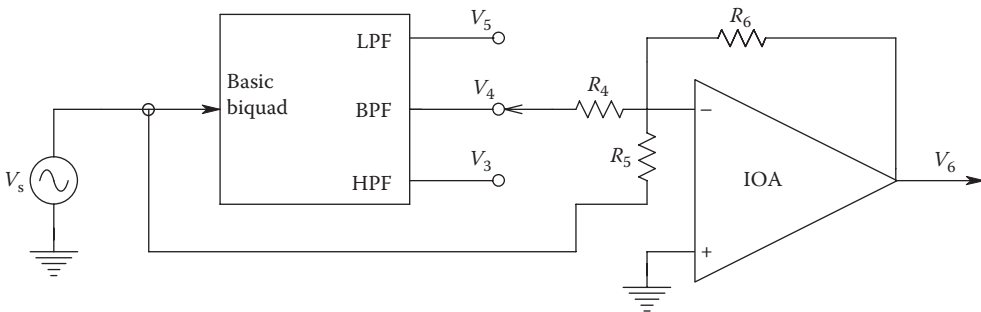 V5
R6
LPF
Basic
biquad
V4
R4
BPF
−
R5
V3
Vs
HPF
IOA
V6
+